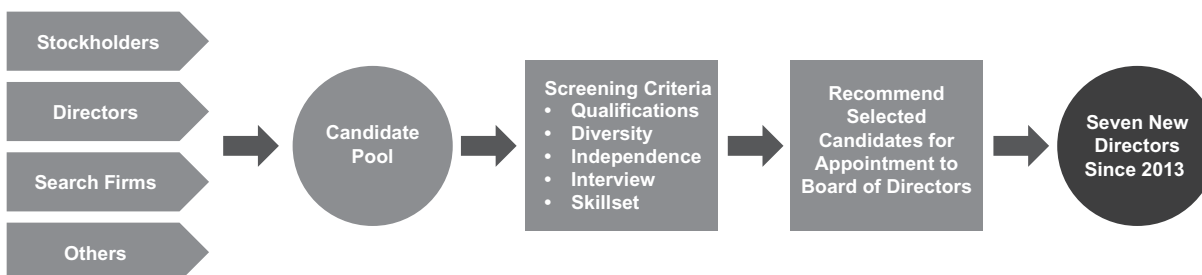 Stockholders
Directors
Search Firms
Others
Candidate
Pool
Screening Criteria
• Qualifications
• Diversity
• Independence
• Interview
• Skillset
Recommend
Selected
Candidates for
Appointment to
Board of Directors
Seven New
Directors
Since 2013